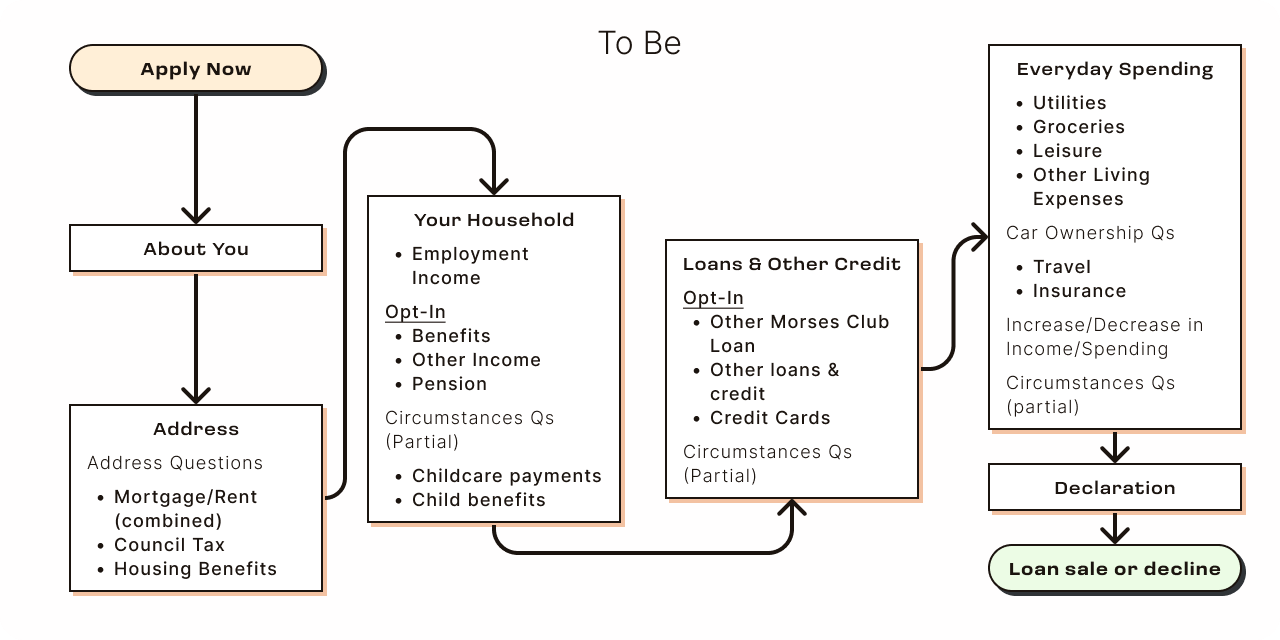 To Be
Apply Now
About You
Address
Address Questions
• Mortgage/Rent
(combined)
• Council Tax
• Housing Benefits
Your Household
• Employment
Income
Opt-In
• Benefits
• Other Income
• Pension
Circumstances Qs
(Partial)
• Childcare payments
• Child benefits
Loans & Other Credit
Opt-In
• Other Morses Club
Loan
• Other loans &
credit
• Credit Cards
Circumstances Qs
(Partial)
Everyday Spending
• Utilities
• Groceries
• Leisure
• Other Living
Expenses
Car Ownership Qs
• Travel
• Insurance
Increase/Decrease in
Income/Spending
Circumstances Qs
(partial)
Declaration
Loan sale or decline